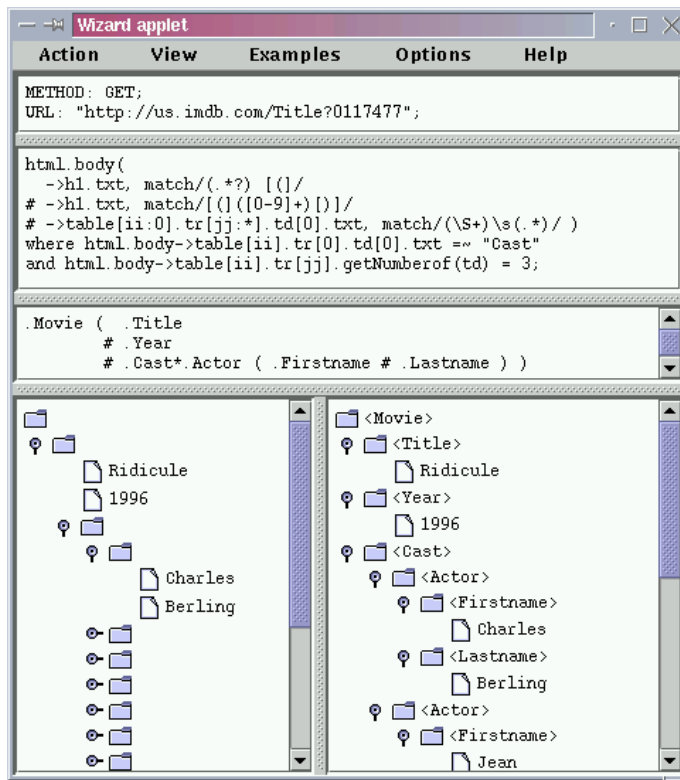 Wizard applet
Action View Examples Options Help
METHOD: GET;
URL: "http://us.imdb.com/Title?0117477";
html.body(
->h1.txt, match/(.*?) [(]/
# ->h1.txt, match/[(]([0-9]+)[)]/
# ->table[ii:0].tr[jj:*].td[0].txt, match/(\S+)\s(.*)/ )
where html.body->table[ii].tr[0].td[0].txt =~ "Cast"
and html.body->table[ii].tr[jj].getNumberof(td) = 3;
.Movie ( .Title
# .Year
# .Cast*.Actor ( .Firstname # .Lastname ) )
Ridicule
1996
Charles
Berling
<Movie>
<Title>
Ridicule
<Year>
1996
<Cast>
<Actor>
<Firstname>
Charles
<Lastname>
Berling
<Actor>
<Firstname>
Jean